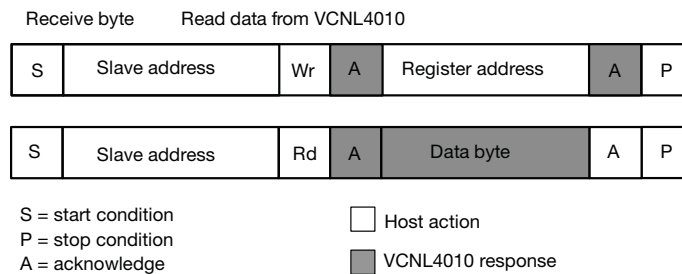 Receive byte Read data from VCNL4010
S Slave address Wr A Register address A P
S Slave address Rd A Data byte A P
S = start condition
P = stop condition
A = acknowledge
Host action
VCNL4010 response